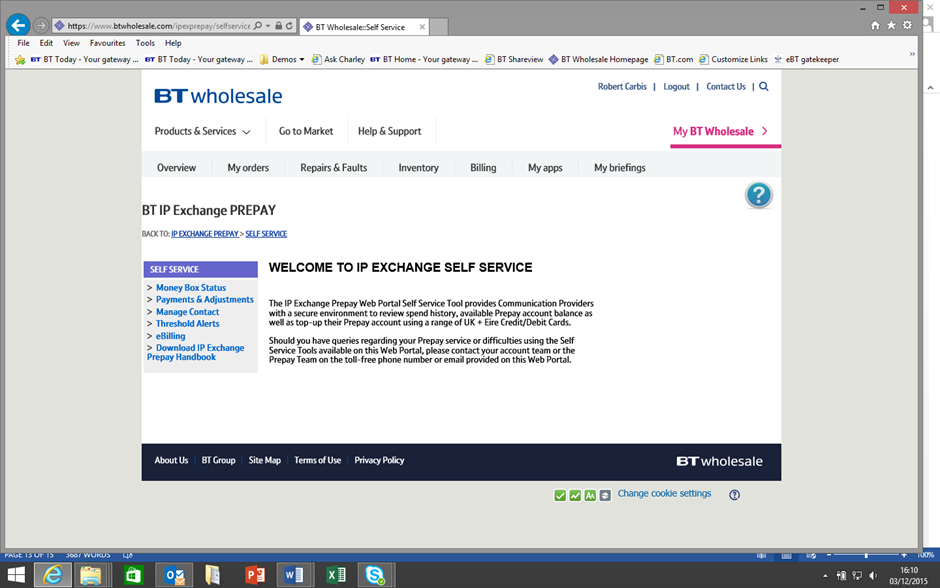 https://www.btwholesale.com/ipexprepay/selfservice
BT Wholesale::Self Service
File Edit View Favourites Tools Help
BT BT Today - Your gateway ... BT BT Today - Your gateway ... Demos Ask Charley BT BT Home - Your gateway ... BT Shareview BT Wholesale Homepage BT.com Customize Links eBT gatekeeper
BT wholesale
Robert Carbis | Logout | Contact Us |
Products & Services Go to Market Help & Support
My BT Wholesale >
Overview My orders Repairs & Faults Inventory Billing My apps My briefings
?
BT IP Exchange PREPAY
BACK TO: IP EXCHANGE PREPAY > SELF SERVICE
SELF SERVICE
> Money Box Status
> Payments & Adjustments
> Manage Contact
> Threshold Alerts
> eBilling
> Download IP Exchange
Prepay Handbook
WELCOME TO IP EXCHANGE SELF SERVICE
The IP Exchange Prepay Web Portal Self Service Tool provides Communication Providers
with a secure environment to review spend history, available Prepay account balance as
well as top-up their Prepay account using a range of UK + Eire Credit/Debit Cards.
Should you have queries regarding your Prepay service or difficulties using the Self
Service Tools available on this Web Portal, please contact your account team or the
Prepay Team on the toll-free phone number or email provided on this Web Portal.
About Us BT Group Site Map Terms of Use Privacy Policy
BT wholesale
Change cookie settings ?
PAGE 13 OF 15 3687 WORDS
100%
16:10
03/12/2015